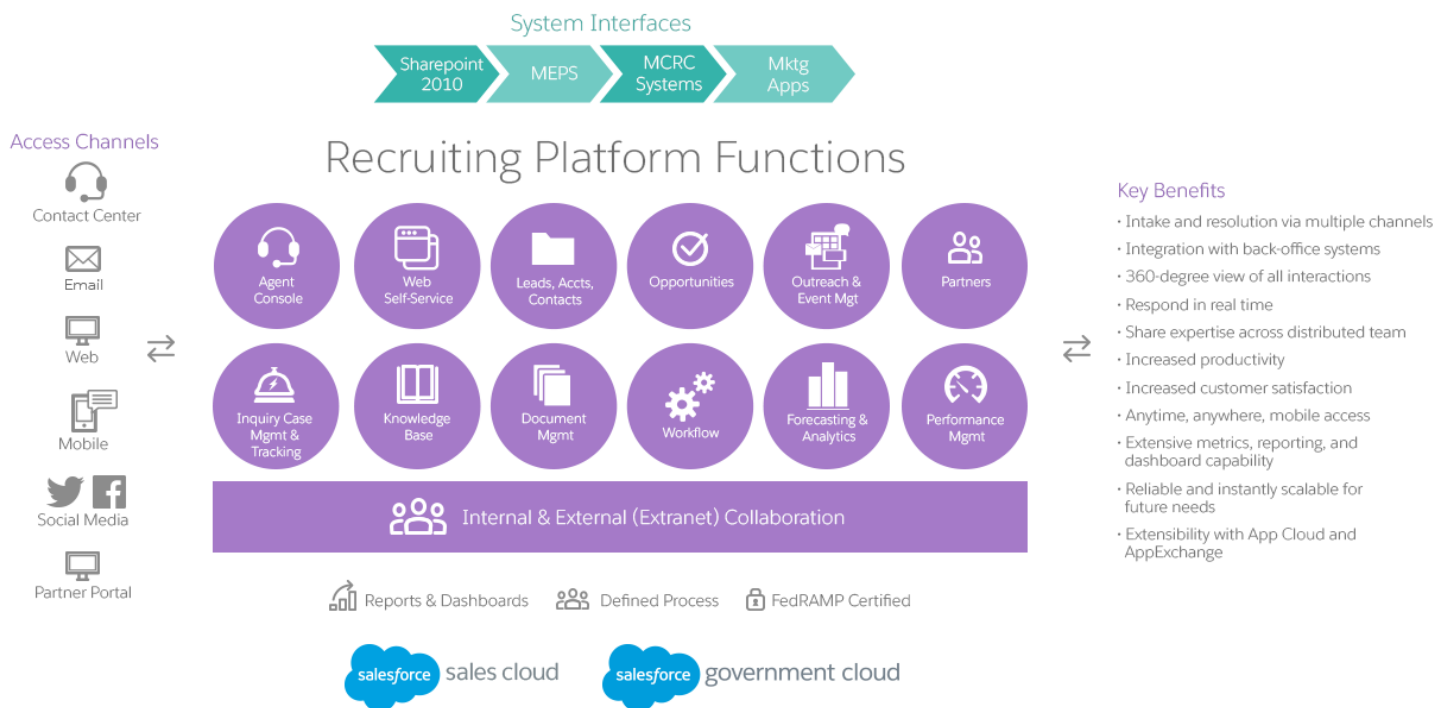 System Interfaces
Sharepoint
2010
MEPS
MCRC
Systems
Mktg
Apps
Access Channels
Contact Center
Email
Web
Mobile
Social Media
Partner Portal
Recruiting Platform Functions
Agent
Console
Web
Self-Service
Leads, Accts,
Contacts
Opportunities
Outreach &
Event Mgt
Partners
Inquiry Case
Mgmt &
Tracking
Knowledge
Base
Document
Mgmt
Workflow
Forecasting &
Analytics
Performance
Mgmt
Internal & External (Extranet) Collaboration
Reports & Dashboards
Defined Process
FedRAMP Certified
salesforce sales cloud
salesforce government cloud
Key Benefits
· Intake and resolution via multiple channels
· Integration with back-office systems
· 360-degree view of all interactions
· Respond in real time
· Share expertise across distributed team
· Increased productivity
· Increased customer satisfaction
· Anytime, anywhere, mobile access
· Extensive metrics, reporting, and
dashboard capability
· Reliable and instantly scalable for
future needs
· Extensibility with App Cloud and
AppExchange